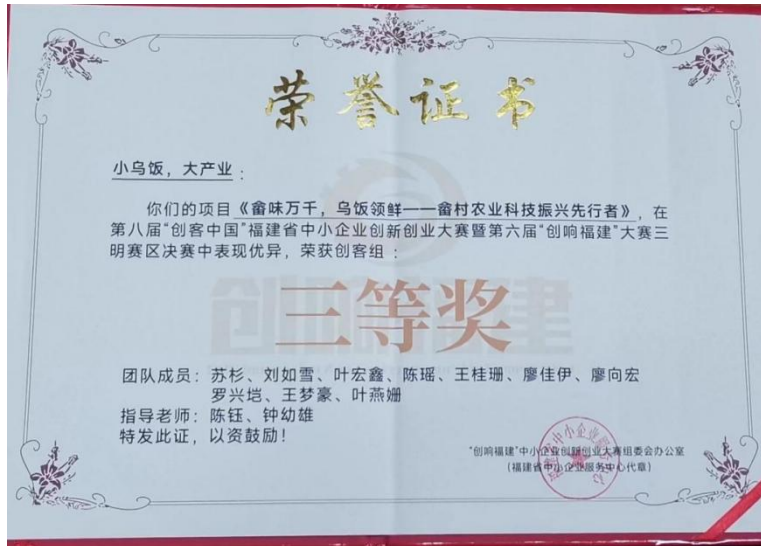 荣誉证书
小乌饭，大产业：
你们的项目《畲味万千，乌饭领鲜——畲村农业科技振兴先行者》，在
第八届“创客中国”福建省中小企业创新创业大赛暨第六届“创响福建”大赛三
明赛区决赛中表现优异，荣获创客组：
创响福建
三等奖
团队成员：苏杉、刘如雪、叶宏鑫、陈瑶、王桂珊、廖佳伊、廖向宏
罗兴垲、王梦豪、叶燕姗
指导老师：陈钰、钟幼雄
特发此证，以资鼓励！
“创响福建”中小企业创新创业大赛组委会办公室
（福建省中小企业服务中心代章）